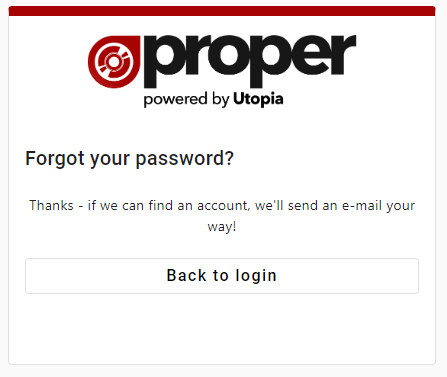 proper
powered by Utopia
Forgot your password?
Thanks - if we can find an account, we'll send an e-mail your
way!
Back to login